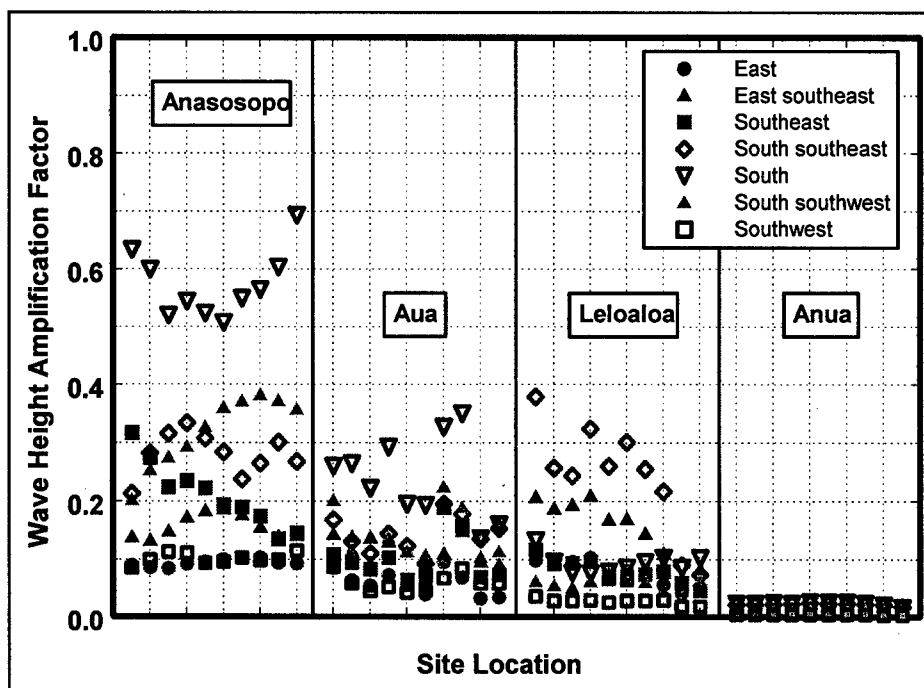 Wave Height Amplification Factor
1.0
0.8
0.6
0.4
0.2
0.0
Anasosopo
Aua
Leloaloa
Anua
East
East southeast
Southeast
South southeast
South
South southwest
Southwest
Site Location